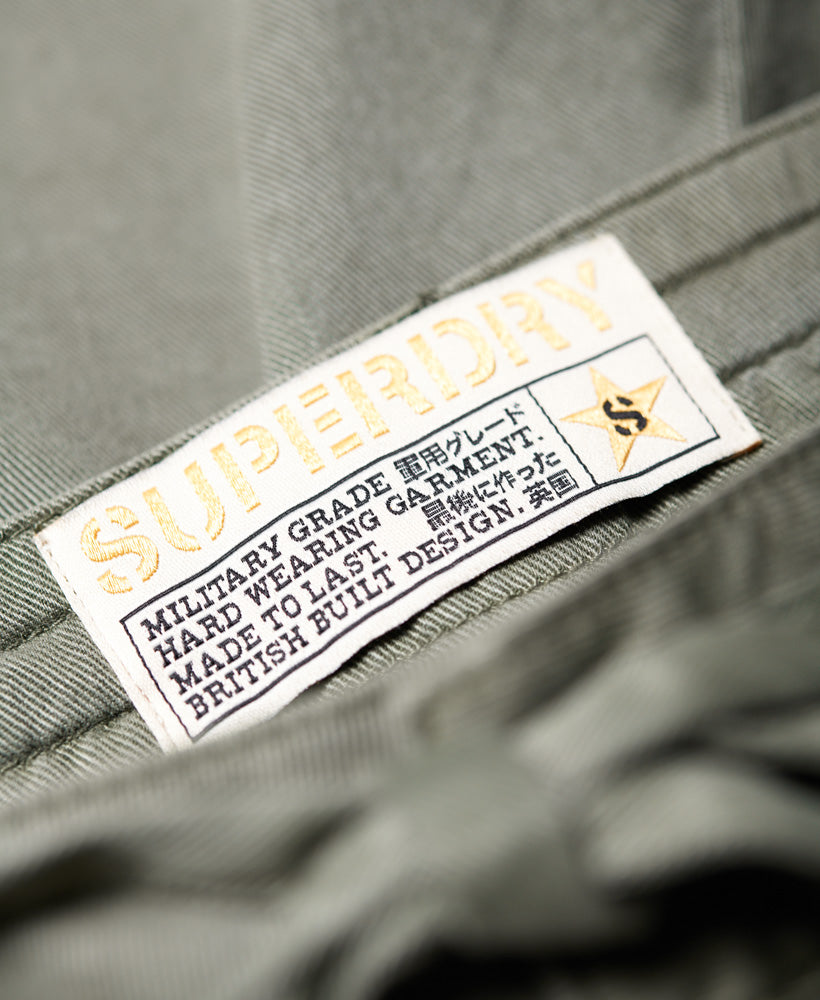 SUPERDRY
MILITARY GRADE 軍用グレード
HARD WEARING GARMENT.
MADE TO LAST. 最後に作った
BRITISH BUILT DESIGN. 英国
S